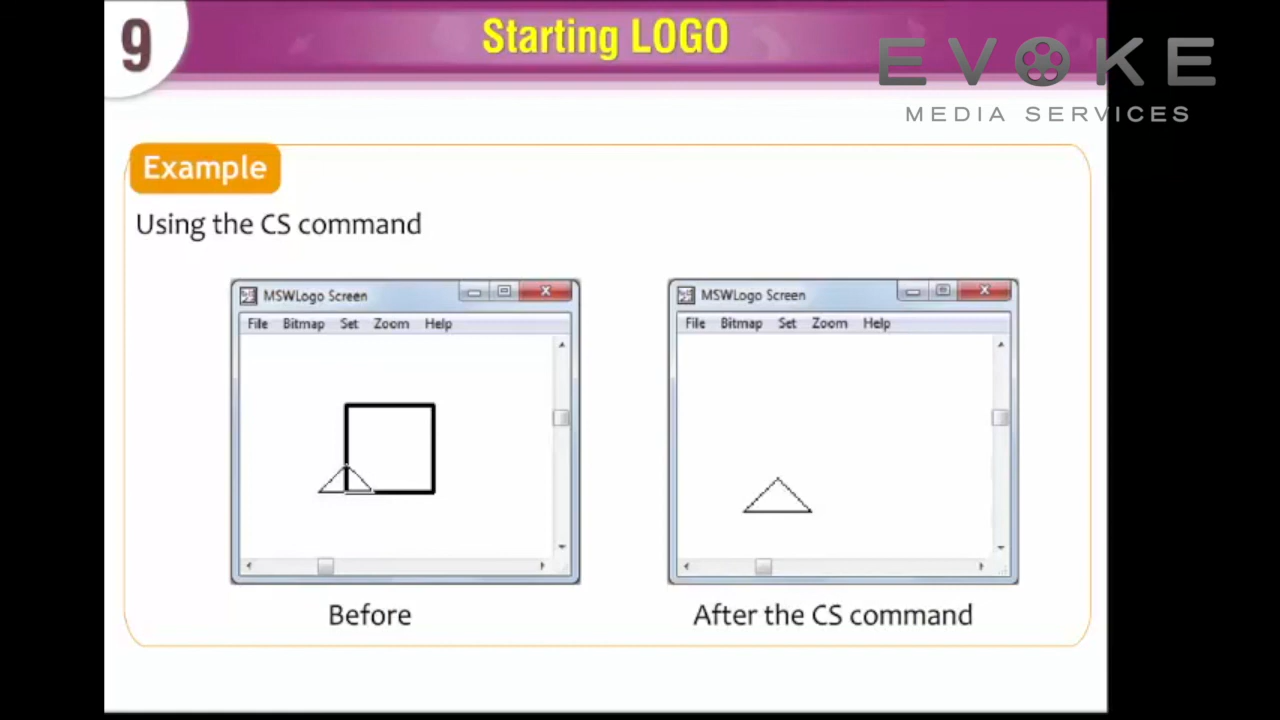 9
Starting LOGO
EVOKE
MEDIA SERVICES
Example
Using the CS command
MSWLogo Screen
File Bitmap Set Zoom Help
MSWLogo Screen
File Bitmap Set Zoom Help
Before
After the CS command